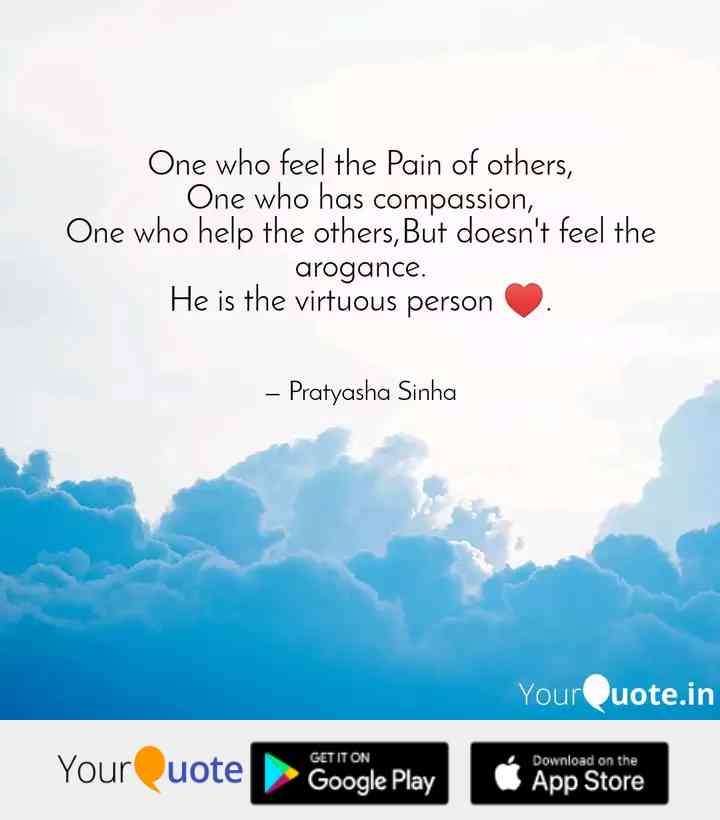 One who feel the Pain of others,
One who has compassion,
One who help the others,But doesn't feel the
arogance.
He is the virtuous person ❤️.
– Pratyasha Sinha
YourQuote.in
YourQuote
GET IT ON
Google Play
Download on the
App Store